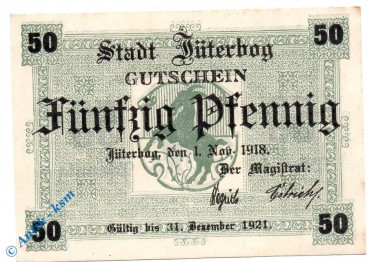 50 50
Stadt Jüterbog
GUTSCHEIN
Fünfzig Pfennig
Jüterbog, den 1. Nov. 1918.
Der Magistrat:
Gültig bis 31. Dezember 1921.
50 50